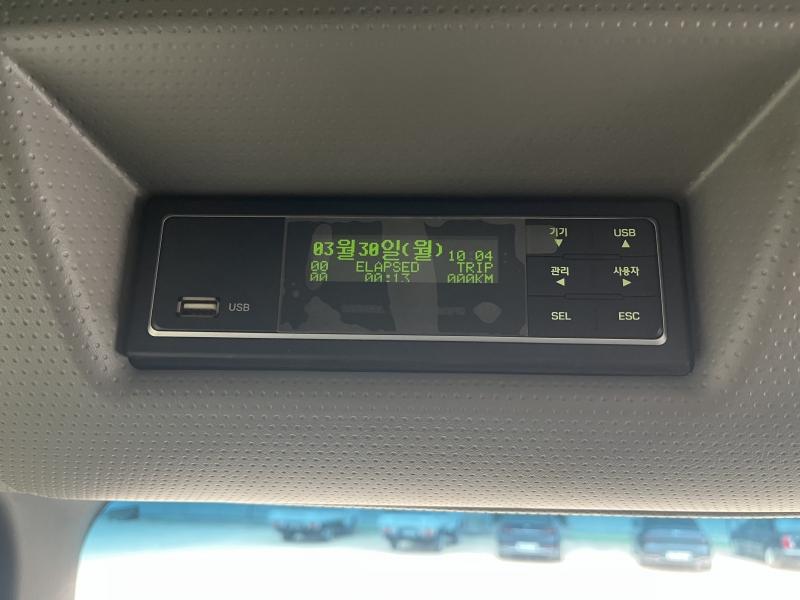 03월30일(월) 10:04
00 ELAPSED TRIP
00 00:13 000KM
USB
기기 USB
관리 사용자
SEL ESC